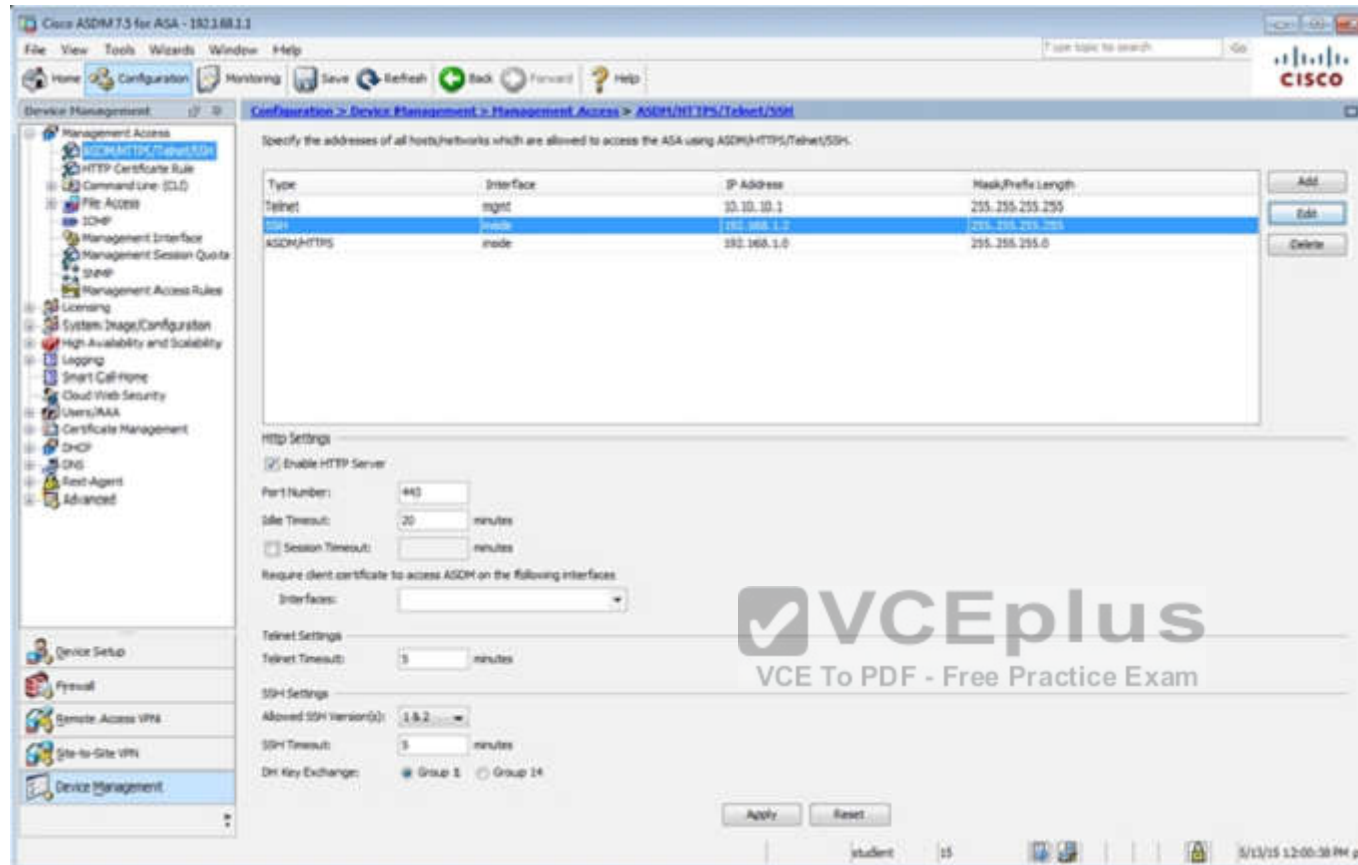 Cisco ASDM 7.5 for ASA - 192.168.1.1
File View Tools Wizards Window Help
Type topic to search Go
Home Configuration Monitoring Save Refresh Back Forward Help
CISCO
Device Management
Configuration > Device Management > Management Access > ASDM/HTTPS/Telnet/SSH
Management Access
ASDM/HTTPS/Telnet/SSH
HTTP Certificate Rule
Command Line (CLI)
File Access
ICMP
Management Interface
Management Session Quota
SNMP
Management Access Rules
Licensing
System Image/Configuration
High Availability and Scalability
Logging
Smart Call-Home
Cloud Web Security
Users/AAA
Certificate Management
DHCP
DNS
Rest-Agent
Advanced
Device Setup
Firewall
Remote Access VPN
Site-to-Site VPN
Device Management
Specify the addresses of all hosts/networks which are allowed to access the ASA using ASDM/HTTPS/Telnet/SSH.
Type Interface IP Address Mask/Prefix Length
Telnet mgmt 10.10.10.1 255.255.255.255
SSH inside 255.255.255.255
ASDM/HTTPS inside 192.168.1.0 255.255.255.0
Add
Edit
Delete
Http Settings
Enable HTTP Server
Port Number: 443
Idle Timeout: 20 minutes
Session Timeout: minutes
Require client certificate to access ASDM on the following interfaces
Interfaces:
Telnet Settings
Telnet Timeout: 5 minutes
SSH Settings
Allowed SSH Version(s): 1 & 2
SSH Timeout: 5 minutes
DH Key Exchange: Group 1 Group 14
VCEplus
VCE To PDF - Free Practice Exam
Apply Reset
student 15 5/13/15 12:00:38 PM